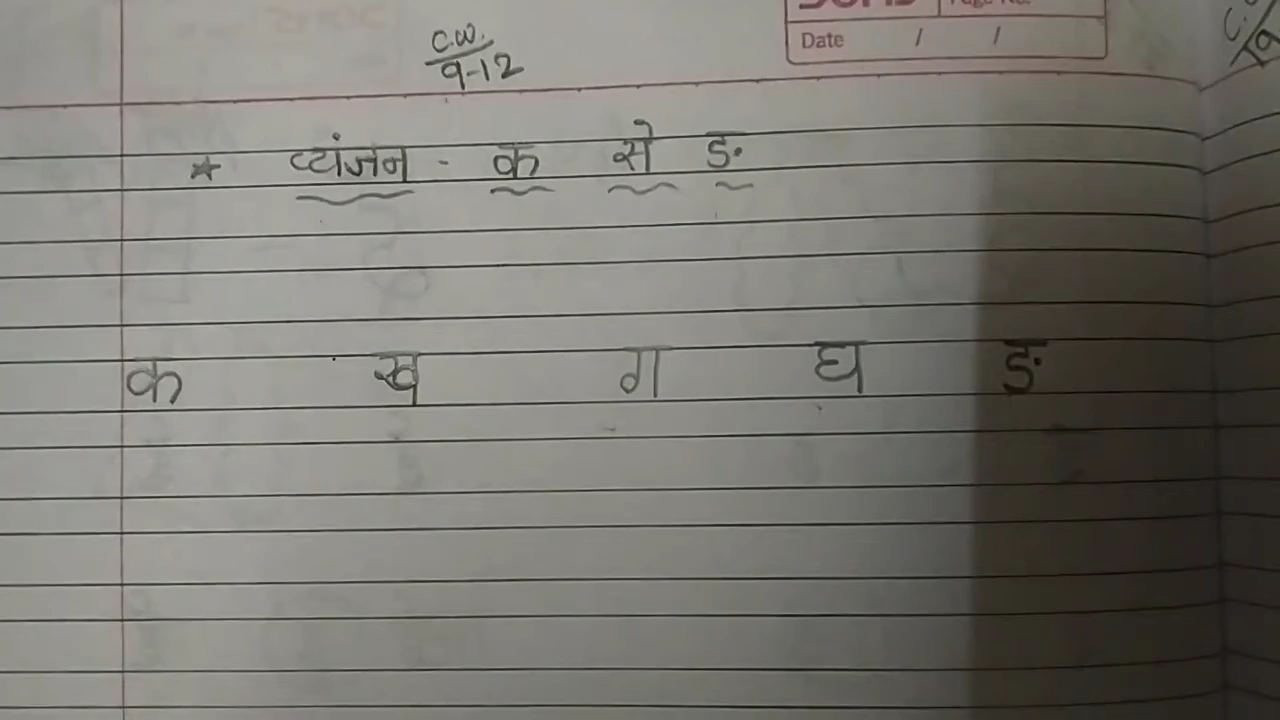 C.W.
9-12
Date / /
* व्यंजन - क से ङ
क ख ग घ ङ